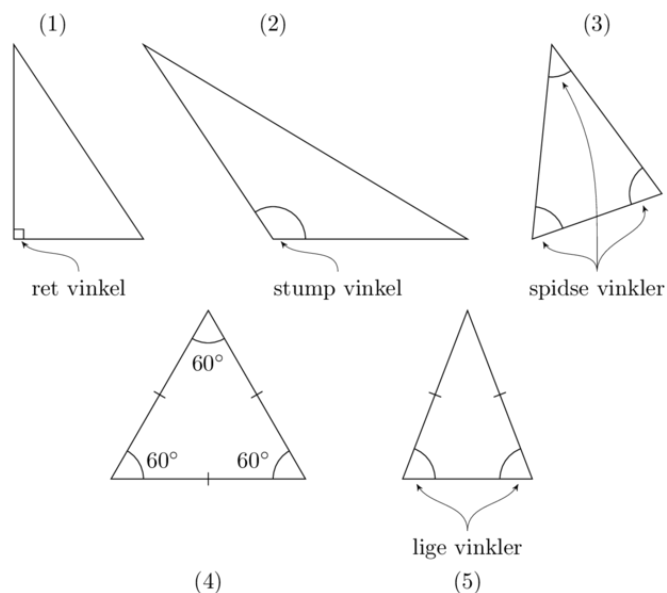 (1) (2) (3)
ret vinkel stump vinkel spidse vinkler
60°
60° 60°
lige vinkler
(4) (5)